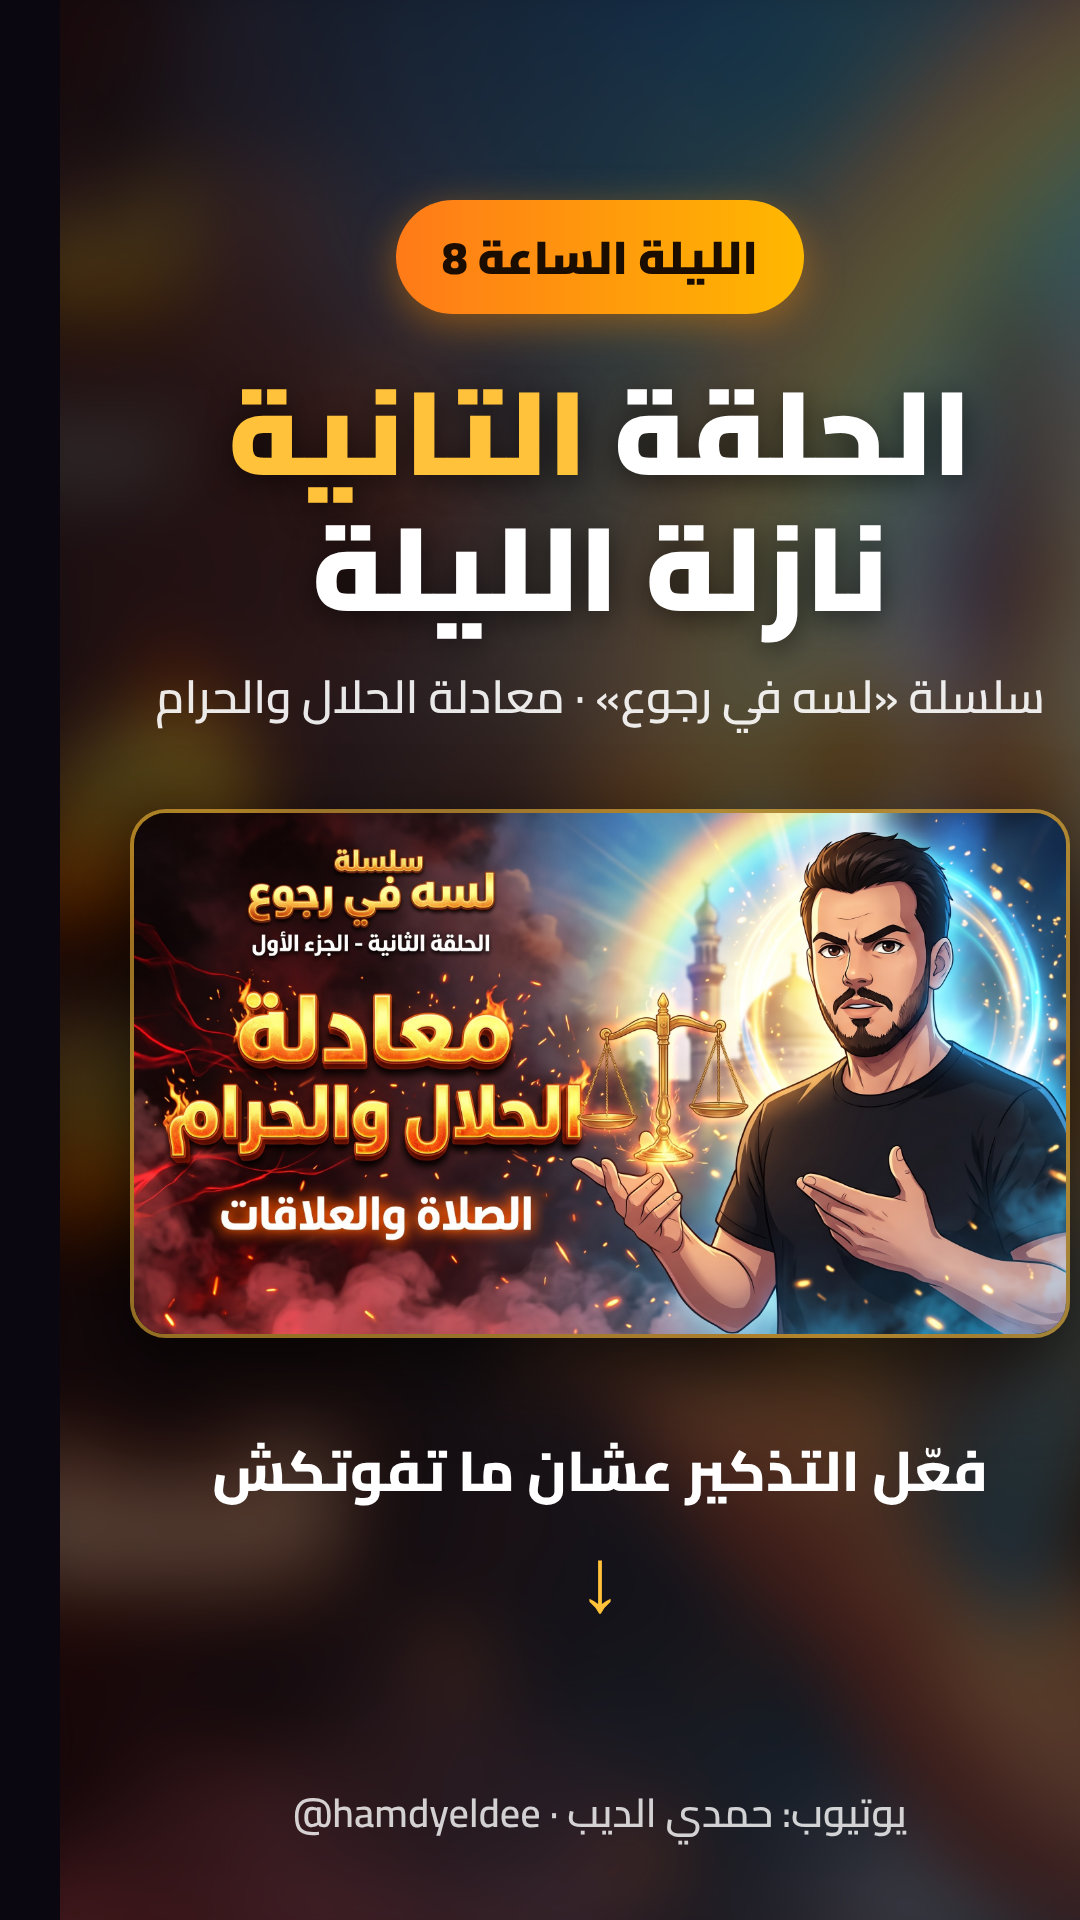 الليلة الساعة 8
الحلقة التانية
نازلة الليلة
سلسلة «لسه في رجوع» · معادلة الحلال والحرام
سلسلة
لسه في رجوع
الحلقة الثانية - الجزء الأول
معادلة
الحلال والحرام
الصلاة والعلاقات
فعّل التذكير عشان ما تفوتكش
↓
يوتيوب: حمدي الديب · @hamdyeldee